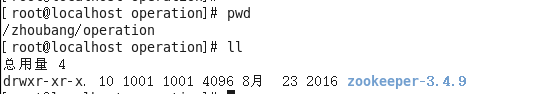 [root@localhost operation]# pwd
/zhoubang/operation
[root@localhost operation]# ll
总用量 4
drwxr-xr-x. 10 1001 1001 4096 8月  23 2016 zookeeper-3.4.9
[root@localhost operation]#